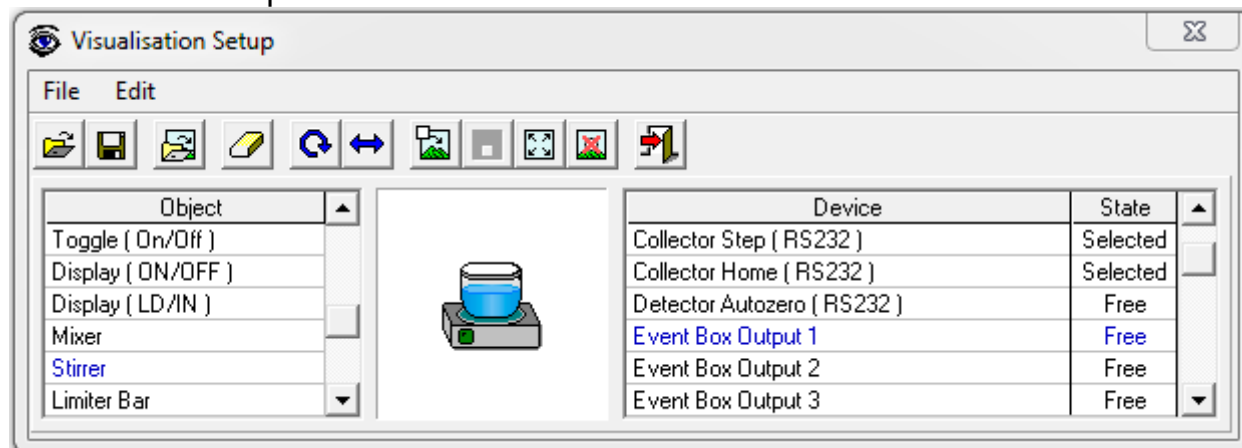 Visualisation Setup
File Edit
Object
Toggle ( On/Off )
Display ( ON/OFF )
Display ( LD/IN )
Mixer
Stirrer
Limiter Bar
Device State
Collector Step ( RS232 ) Selected
Collector Home ( RS232 ) Selected
Detector Autozero ( RS232 ) Free
Event Box Output 1 Free
Event Box Output 2 Free
Event Box Output 3 Free